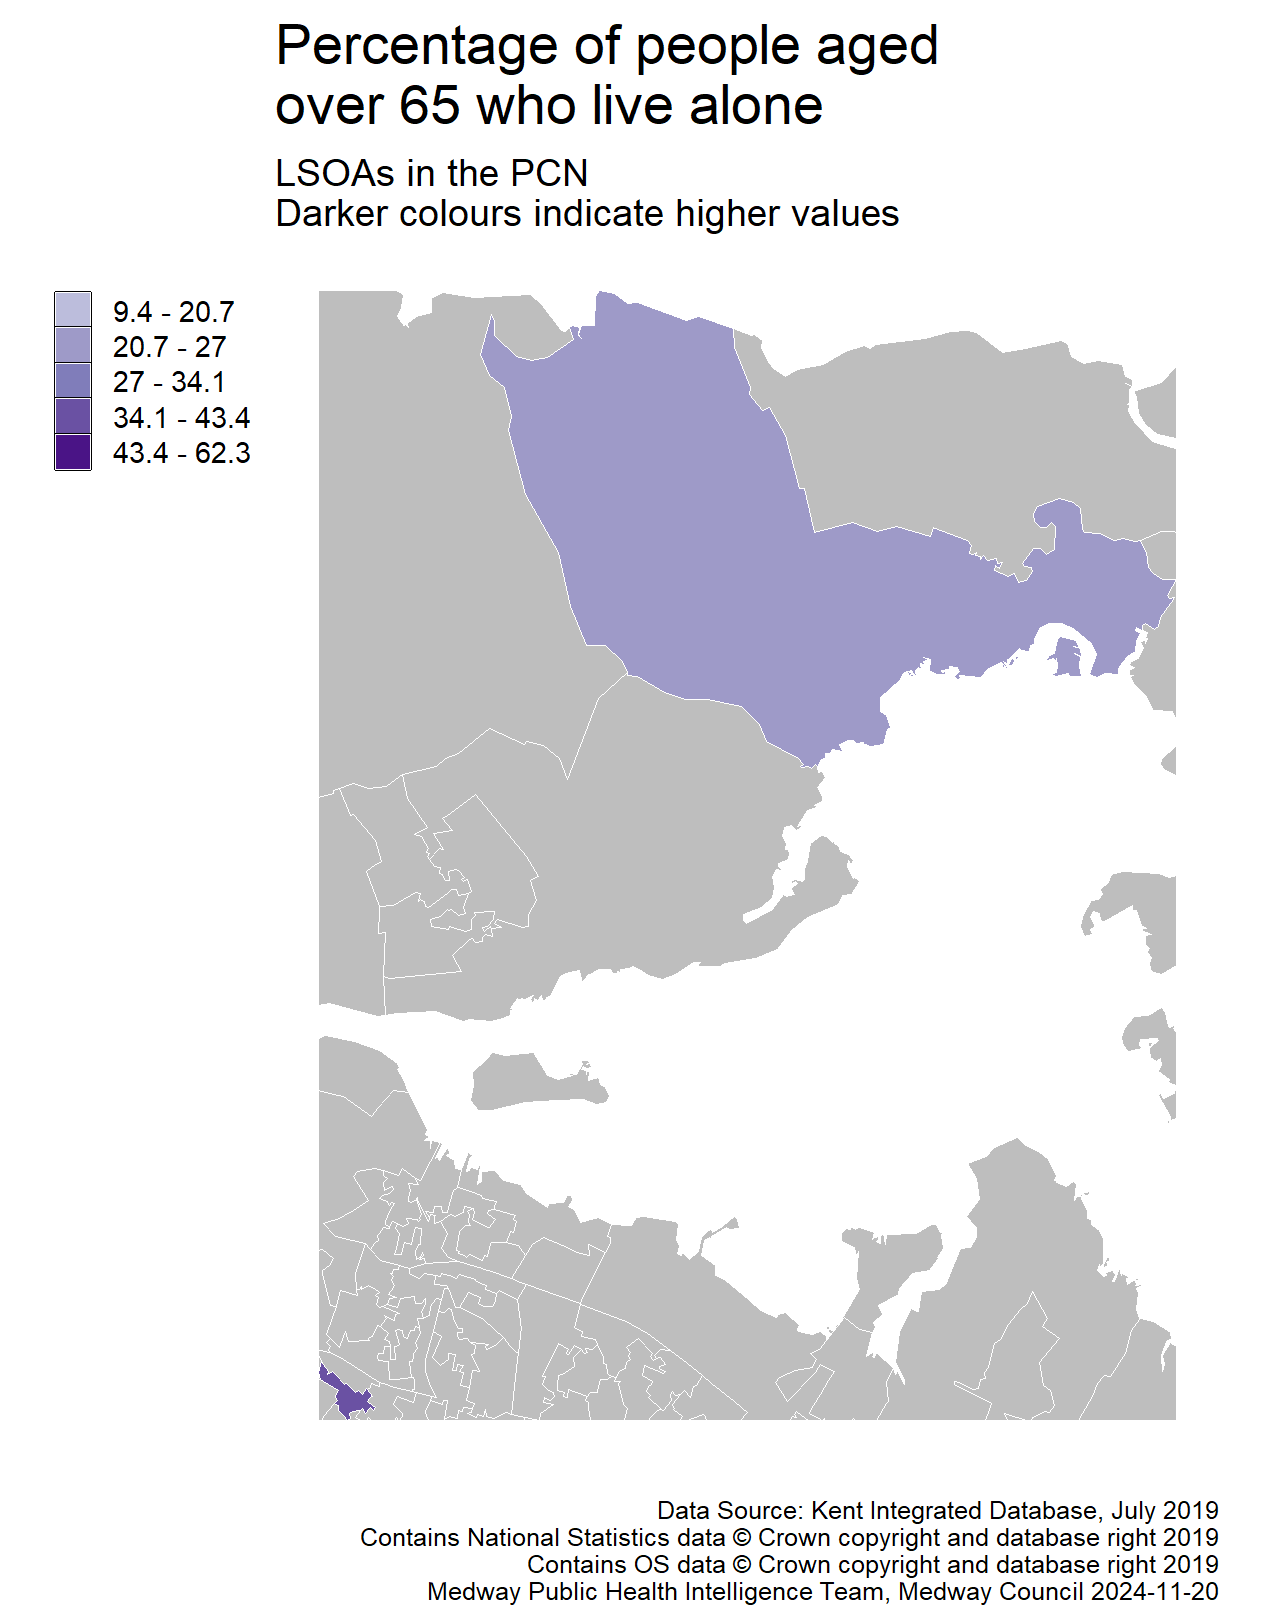 Percentage of people aged
over 65 who live alone
LSOAs in the PCN
Darker colours indicate higher values
9.4 - 20.7
20.7 - 27
27 - 34.1
34.1 - 43.4
43.4 - 62.3
Data Source: Kent Integrated Database, July 2019
Contains National Statistics data © Crown copyright and database right 2019
Contains OS data © Crown copyright and database right 2019
Medway Public Health Intelligence Team, Medway Council 2024-11-20